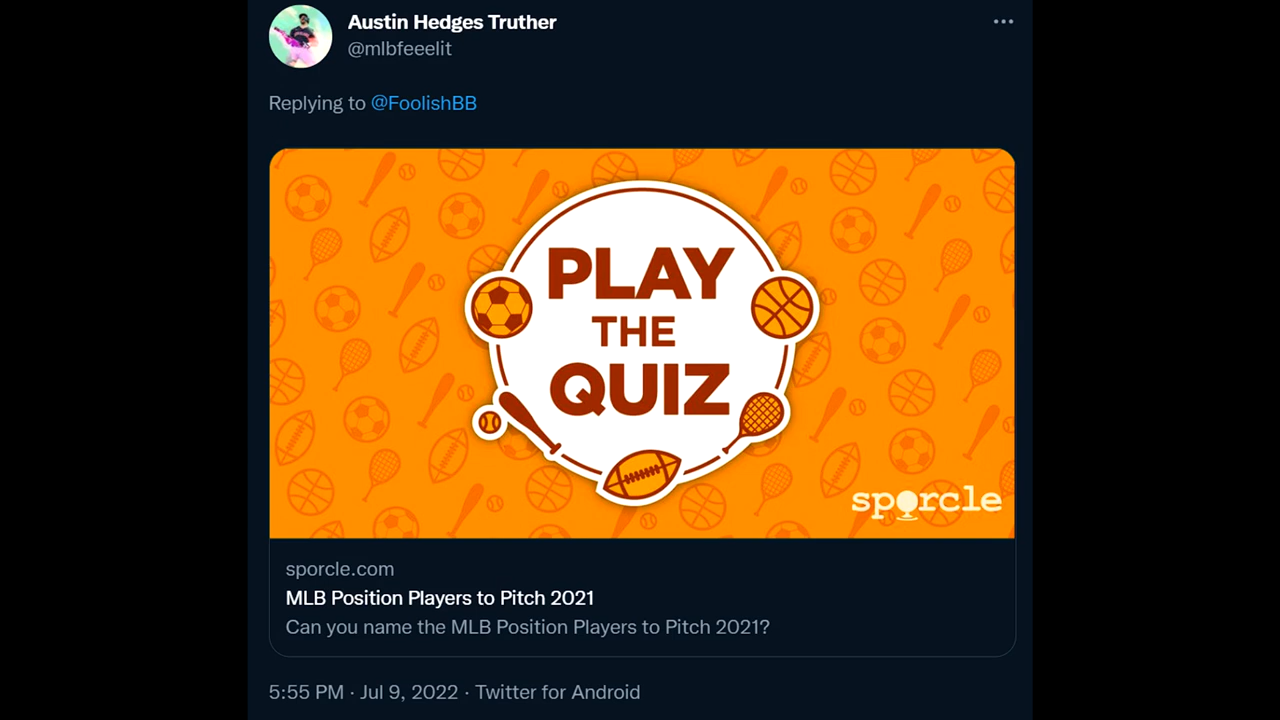 Austin Hedges Truther
@mlbfeeelit
Replying to @FoolishBB
PLAY
THE
QUIZ
sporcle
sporcle.com
MLB Position Players to Pitch 2021
Can you name the MLB Position Players to Pitch 2021?
5:55 PM · Jul 9, 2022 · Twitter for Android